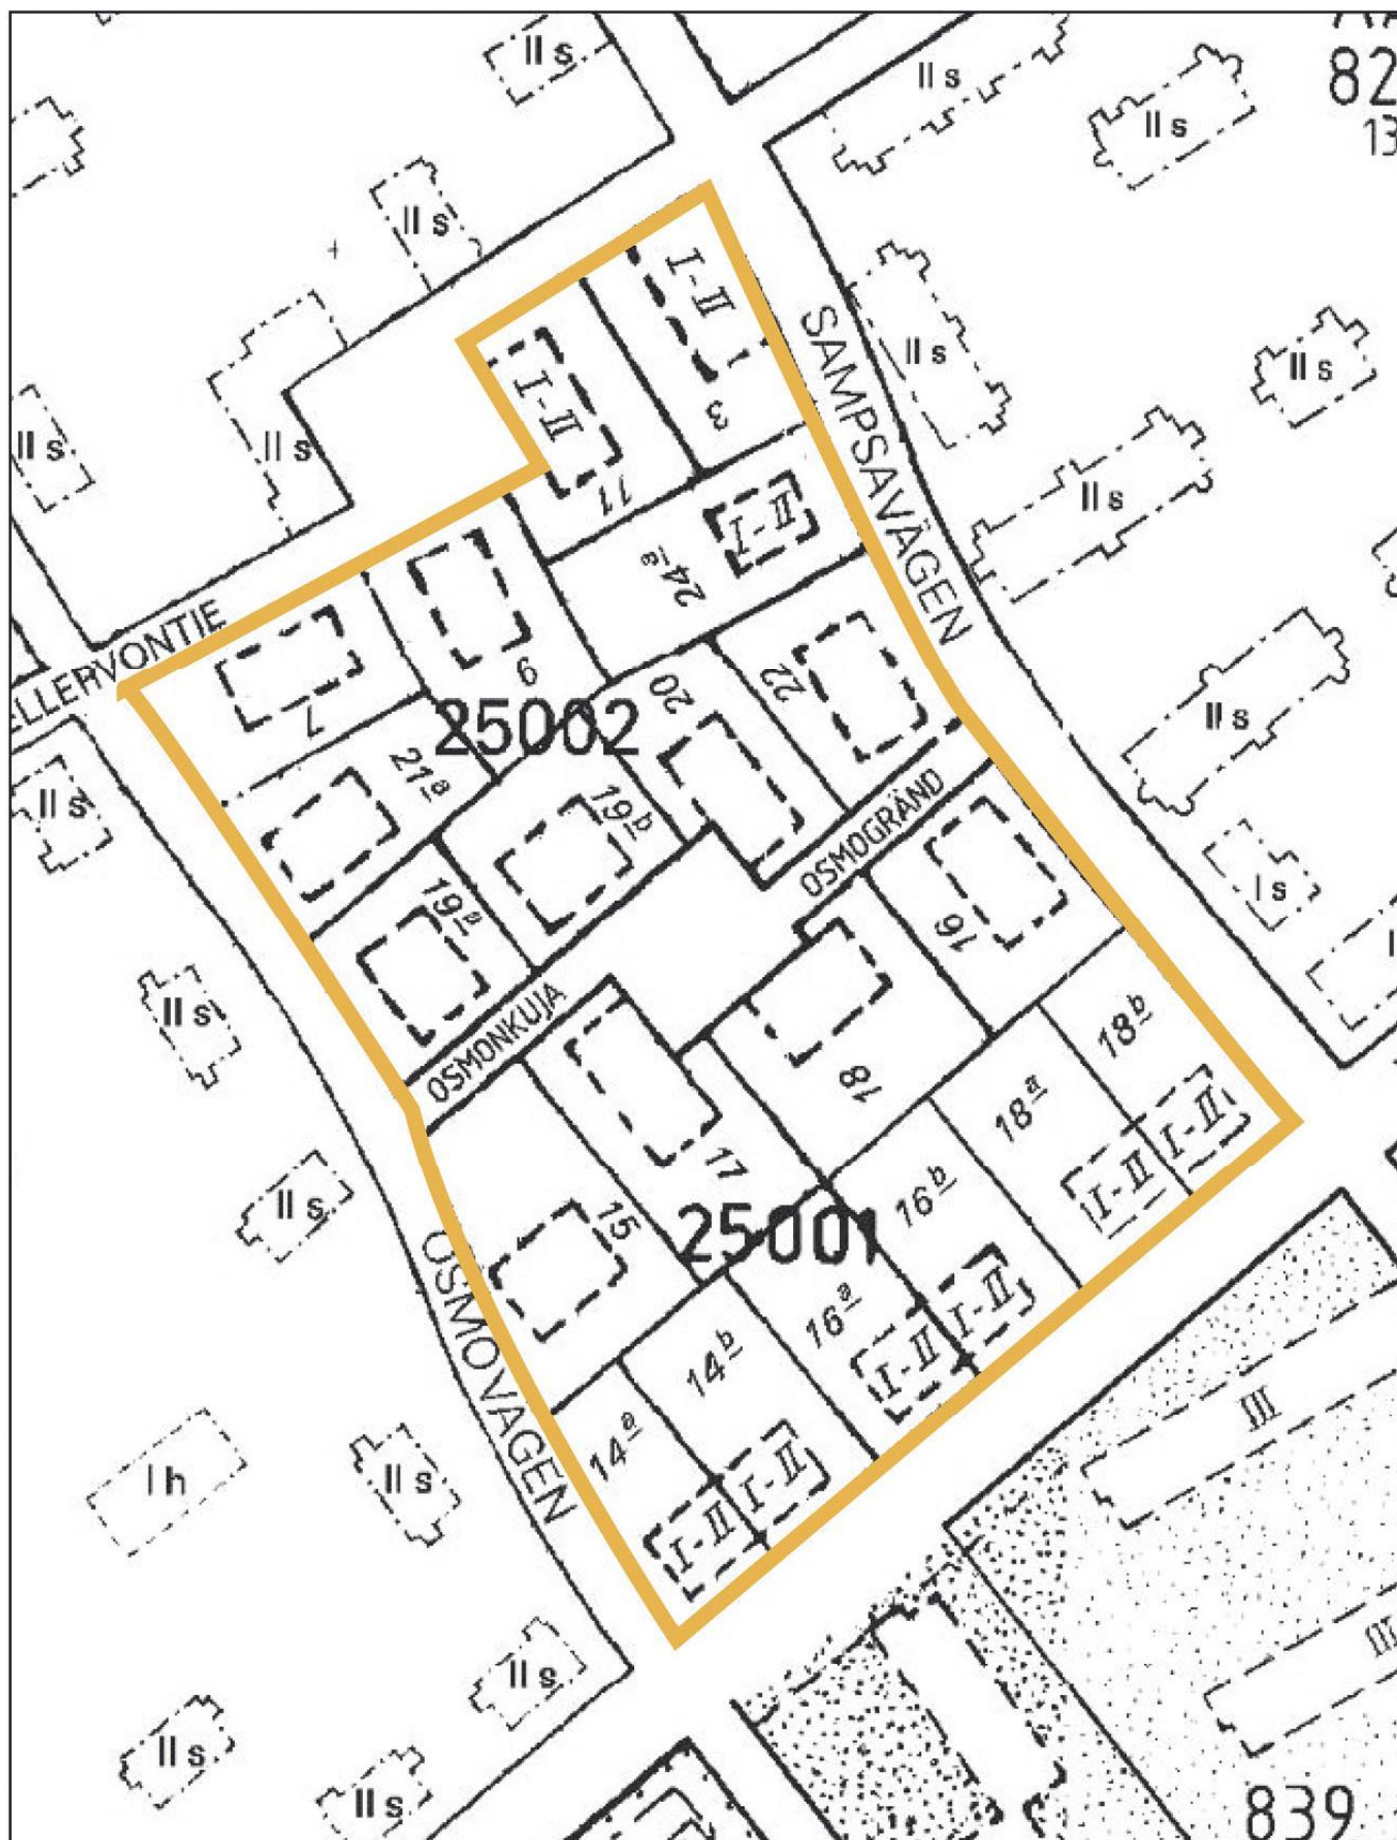 II s
II s
82
II s
13
II s
I-II
SAMPSAVÄGEN
II s
II s
I-II
1
3
II s
II s
II s
11
I-II
24a
ELLERVONTIE
9
22
20
7
25002
II s
21a
II s
19b
OSMOGRÄND
19a
16
I s
II s
OSMONKUJA
18
18b
18a
17
I-II
I-II
II s
15
16b
25001
OSMOVÄGEN
16a
I-II
I-II
14b
14a
III
I h
II s
I-II
I-II
III
II s
II s
II s
839